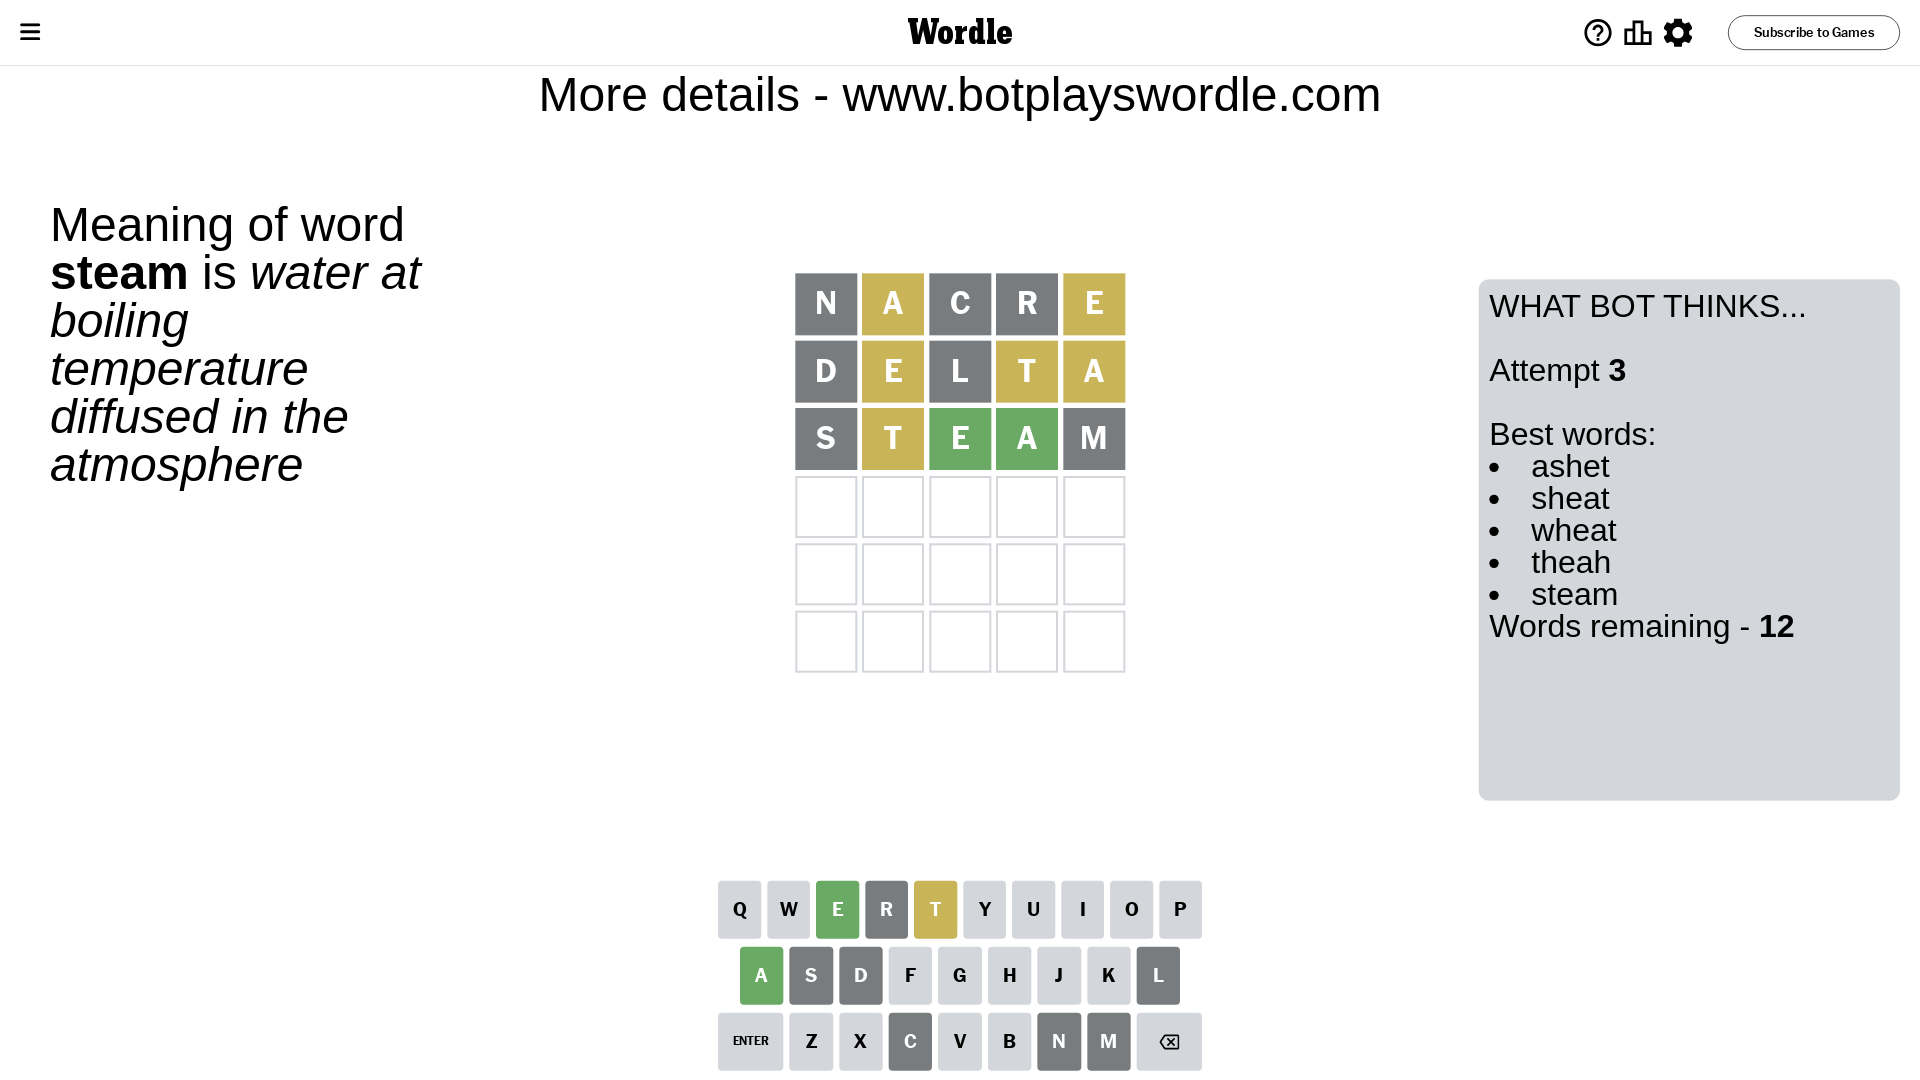 Wordle
Subscribe to Games
More details - www.botplayswordle.com
Meaning of word
steam is water at
boiling
temperature
diffused in the
atmosphere
N A C R E
D E L T A
S T E A M
WHAT BOT THINKS...
Attempt 3
Best words:
• ashet
• sheat
• wheat
• theah
• steam
Words remaining - 12
Q W E R T Y U I O P
A S D F G H J K L
ENTER Z X C V B N M